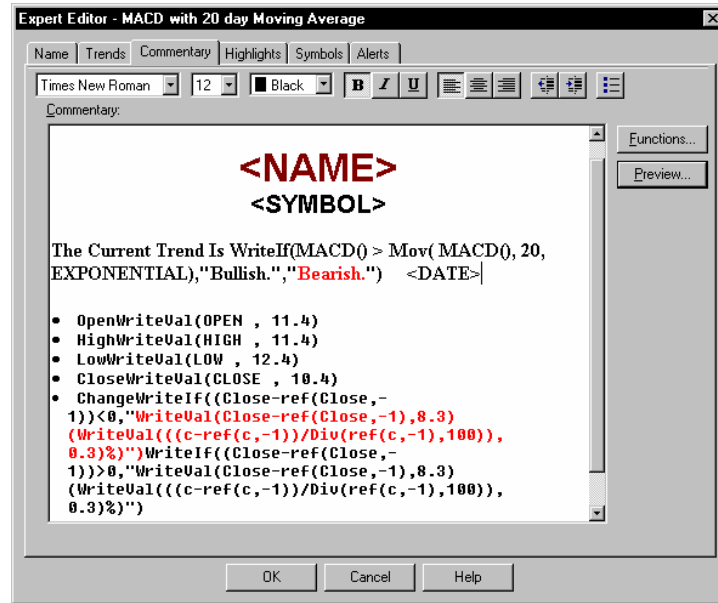 Expert Editor - MACD with 20 day Moving Average
Name Trends Commentary Highlights Symbols Alerts
Times New Roman 12 Black B I U
Commentary:
Functions...
Preview...
<NAME>
<SYMBOL>
The Current Trend Is WriteIf(MACD() > Mov( MACD(), 20,
EXPONENTIAL),"Bullish.","Bearish.") <DATE>
• OpenWriteVal(OPEN , 11.4)
• HighWriteVal(HIGH , 11.4)
• LowWriteVal(LOW , 12.4)
• CloseWriteVal(CLOSE , 10.4)
• ChangeWriteIf((Close-ref(Close,-
1))<0,"WriteVal(Close-ref(Close,-1),8.3)
(WriteVal(((c-ref(c,-1))/Div(ref(c,-1),100)),
0.3)%)")WriteIf((Close-ref(Close,-
1))>0,"WriteVal(Close-ref(Close,-1),8.3)
(WriteVal(((c-ref(c,-1))/Div(ref(c,-1),100)),
0.3)%)")
OK Cancel Help